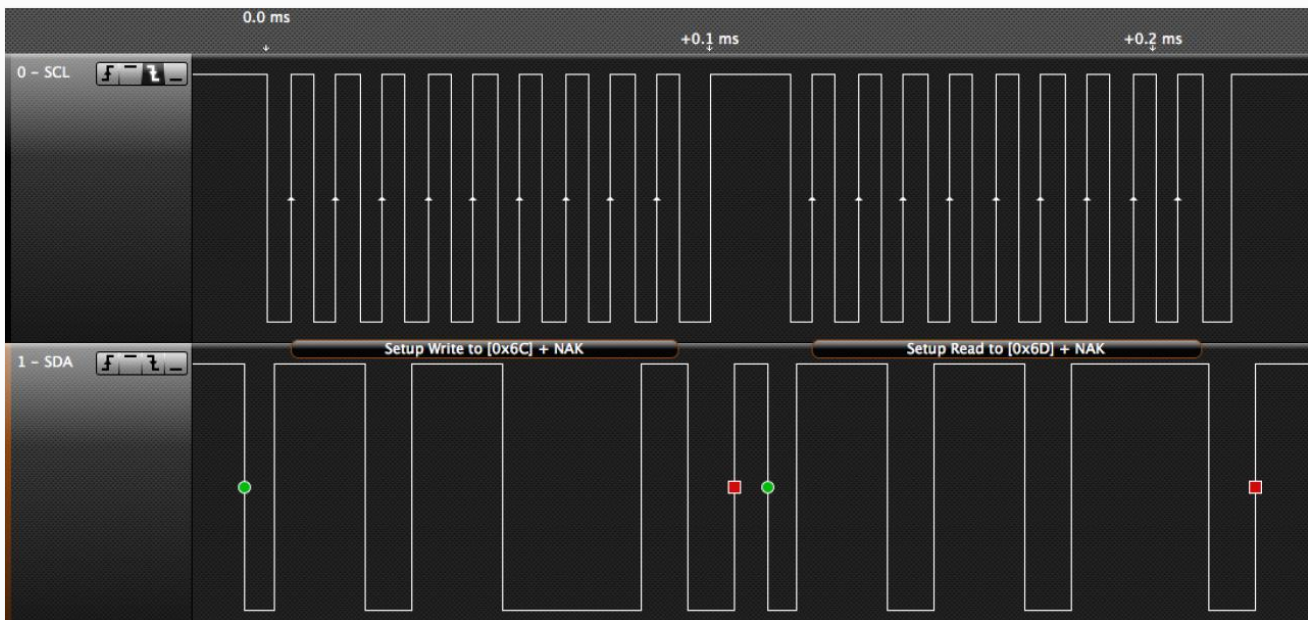 0.0 ms
+0.1 ms
+0.2 ms
0 - SCL
Setup Write to [0x6C] + NAK
Setup Read to [0x6D] + NAK
1 - SDA